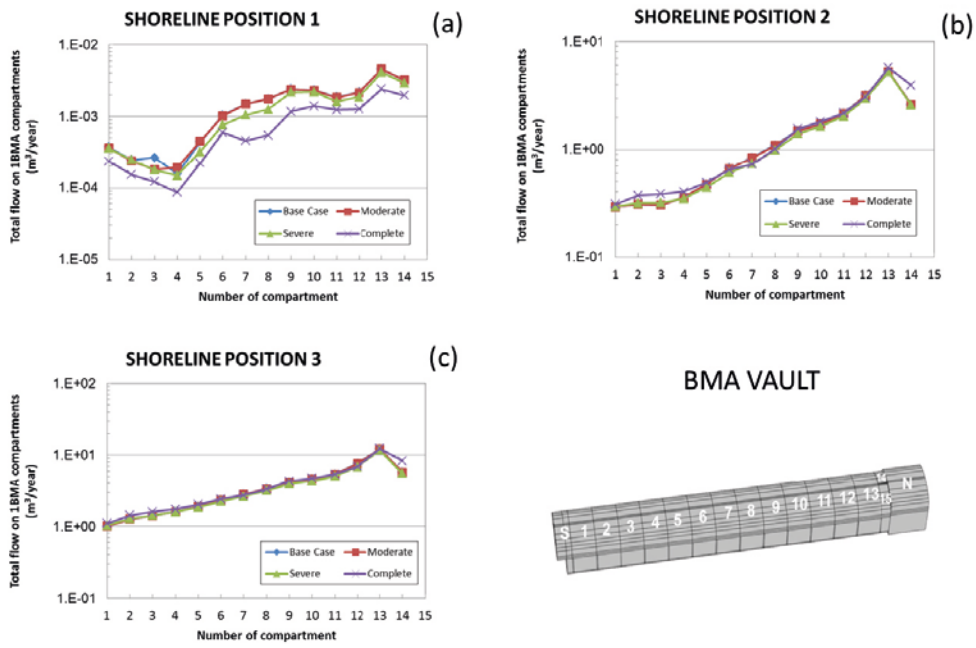 SHORELINE POSITION 1
(a)
Total flow on 1BMA compartments
(m³/year)
1.E-02
1.E-03
1.E-04
1.E-05
Base Case
Moderate
Severe
Complete
1 2 3 4 5 6 7 8 9 10 11 12 13 14 15
Number of compartment
SHORELINE POSITION 2
(b)
Total flow on 1BMA compartments
(m³/year)
1.E+01
1.E+00
1.E-01
Base Case
Moderate
Severe
Complete
1 2 3 4 5 6 7 8 9 10 11 12 13 14 15
Number of compartment
SHORELINE POSITION 3
(c)
Total flow on 1BMA compartments
(m³/year)
1.E+02
1.E+01
1.E+00
1.E-01
Base Case
Moderate
Severe
Complete
1 2 3 4 5 6 7 8 9 10 11 12 13 14 15
Number of compartment
BMA VAULT
S 1 2 3 4 5 6 7 8 9 10 11 12 13 15 N